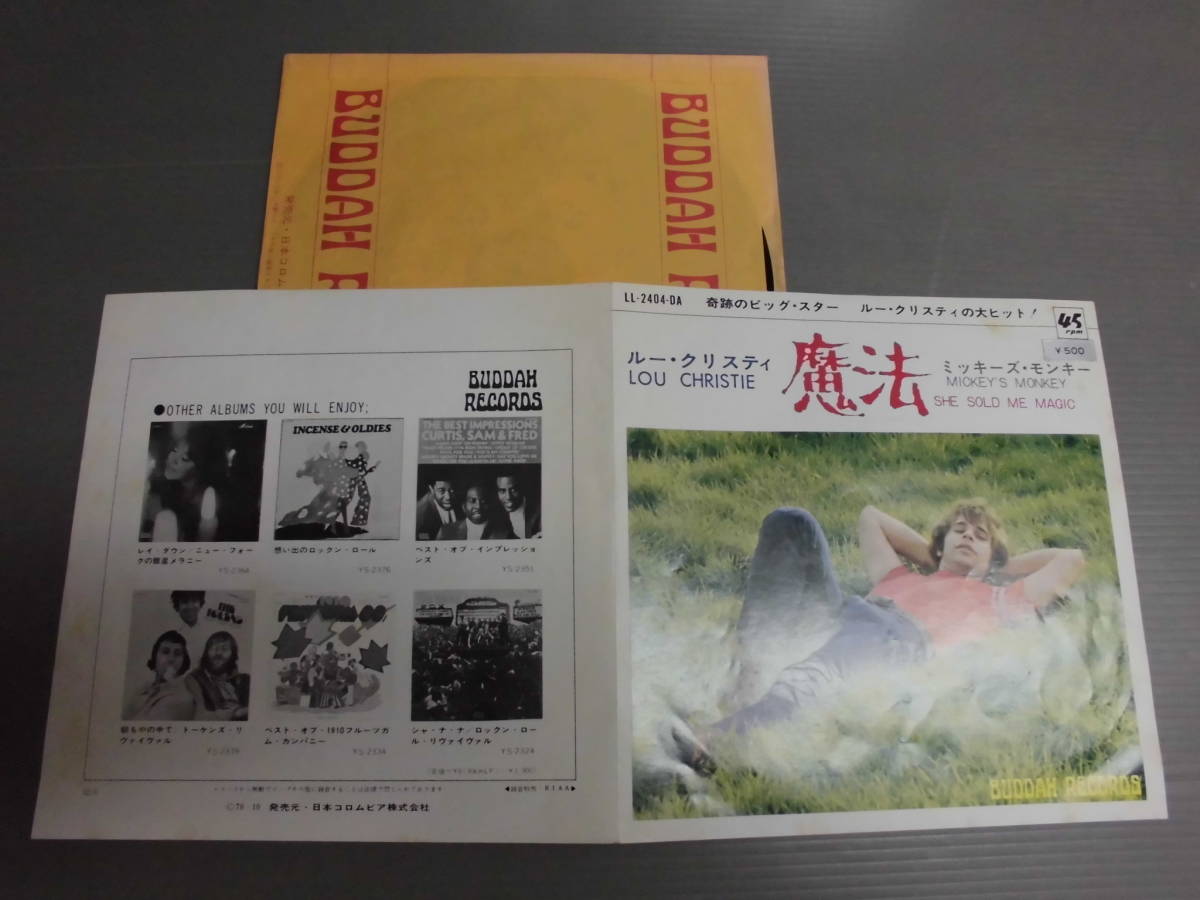 BUDDAH
BUDDAH
LL-2404-DA 奇跡のビッグ・スター ルー・クリスティの大ヒット!
45
rpm
¥500
ルー・クリスティ
LOU CHRISTIE
魔法
ミッキーズ・モンキー
MICKEY'S MONKEY
SHE SOLD ME MAGIC
BUDDAH RECORDS
BUDDAH
RECORDS
●OTHER ALBUMS YOU WILL ENJOY;
INCENSE & OLDIES
THE BEST IMPRESSIONS
CURTIS, SAM & FRED
レイ・ダウン/ニュー・フォー
クの銀星メラニー
YS-2364
想い出のロックン・ロール
YS-2376
ベスト・オブ・インプレッショ
ンズ
YS-2351
朝もやの中で/トーケンズ・リ
ヴァイヴァル
YS-2339
ベスト・オブ・1910フルーツガ
ム・カンパニー
YS-2334
シャ・ナ・ナ/ロックン・ロー
ル・リヴァイヴァル
YS-2324
RIAA
発売元・日本コロムビア株式会社